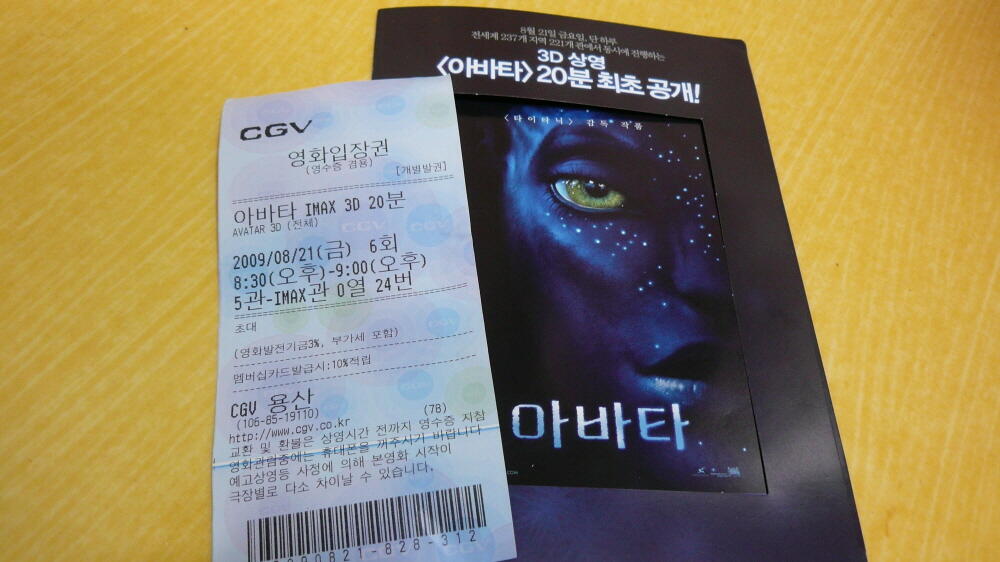 CGV
영화입장권
(영수증 겸용)
[개별발권]
아바타 IMAX 3D 20분
AVATAR 3D (전체)
2009/08/21(금) 6회
8:30(오후)-9:00(오후)
5관-IMAX관 O열 24번
초대
(영화발전기금3%, 부가세 포함)
멤버십카드발급시:10%적립
CGV 용산
(106-85-19110) (78)
http://www.cgv.co.kr
교환 및 환불은 상영시간 전까지 영수증 지참
영화관람중에는 휴대폰을 꺼주시기 바랍니다
예고상영등 사정에 의해 본영화 시작이
극장별로 다소 차이날 수 있습니다.
0821-828-312
8월 21일 금요일, 단 하루
전세계 237개 지역 221개 관에서 동시에 진행하는
3D 상영
<아바타> 20분 최초 공개!
<타이타닉> 감독 작품
아바타